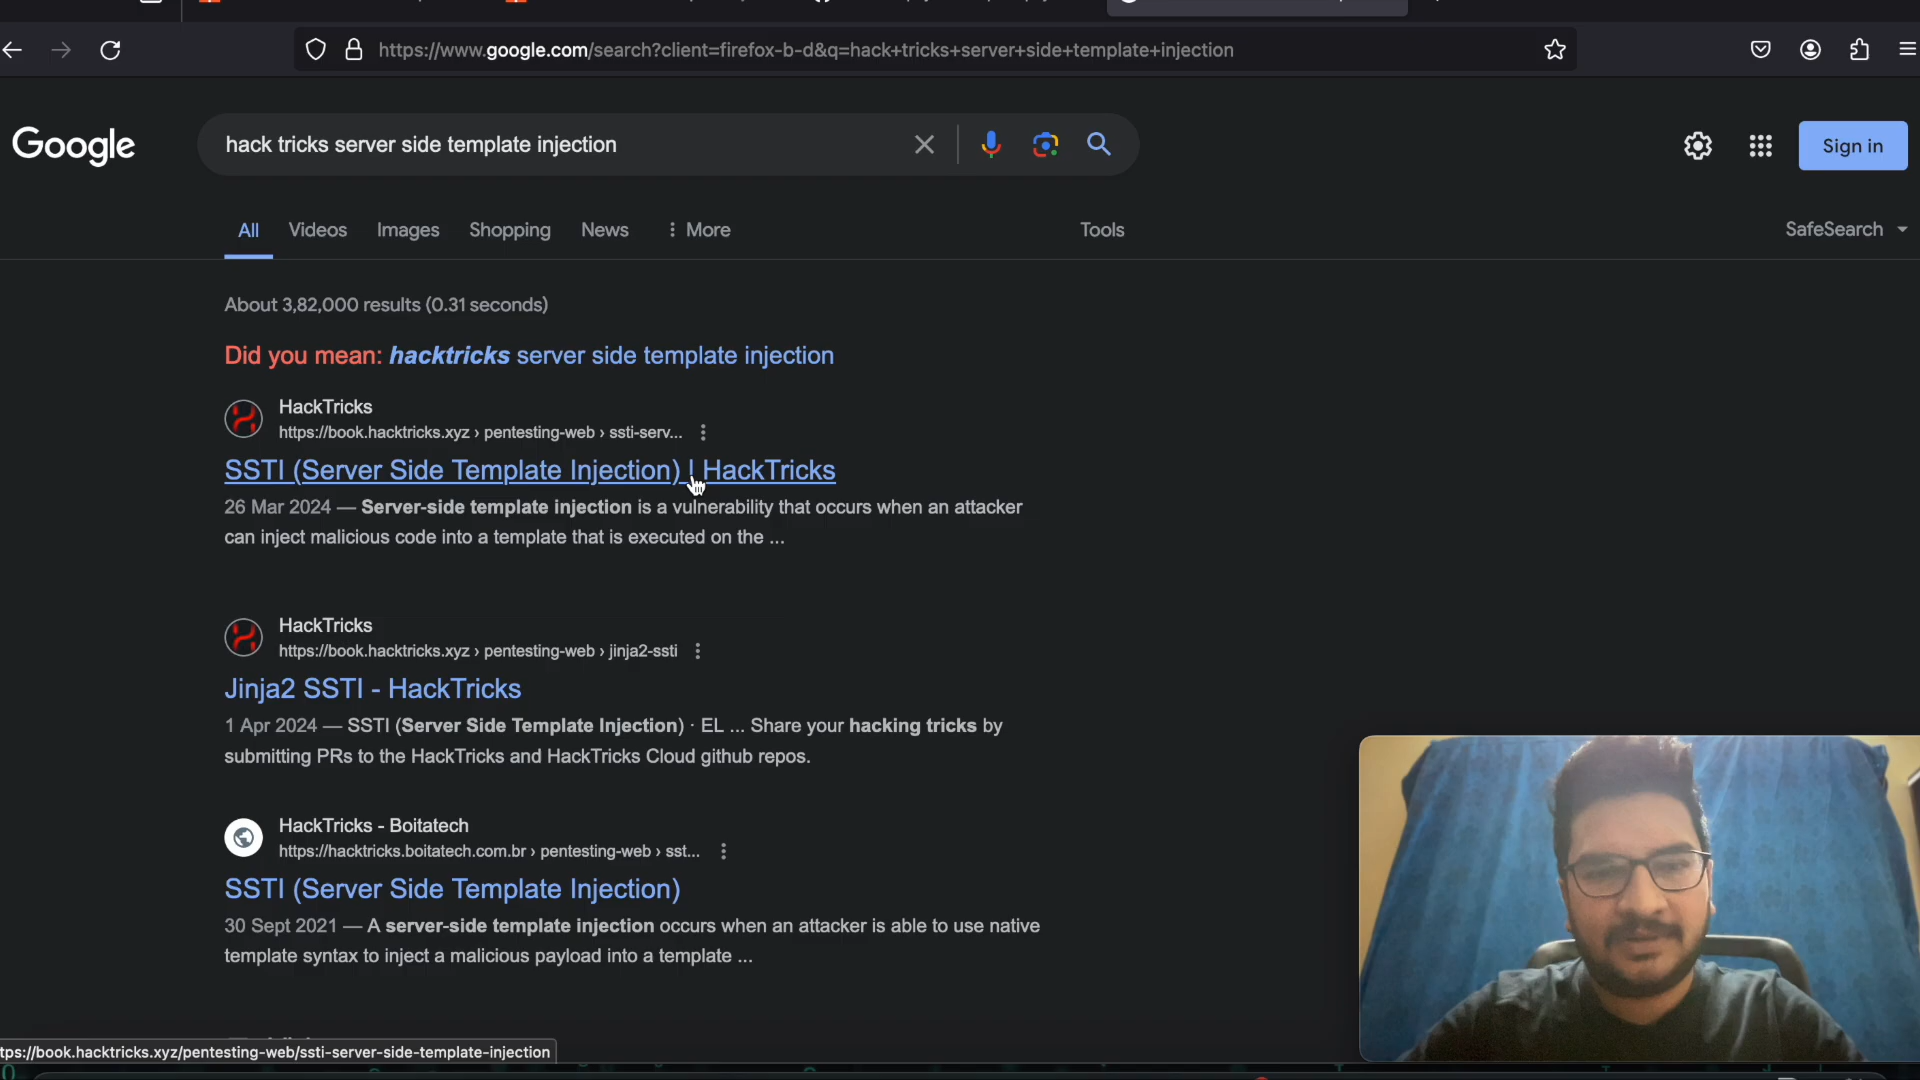 https://www.google.com/search?client=firefox-b-d&q=hack+tricks+server+side+template+injection
Google
hack tricks server side template injection
Sign in
All
Videos
Images
Shopping
News
More
Tools
SafeSearch
About 3,82,000 results (0.31 seconds)
Did you mean: hacktricks server side template injection
HackTricks
https://book.hacktricks.xyz › pentesting-web › ssti-serv...
SSTI (Server Side Template Injection) | HackTricks
26 Mar 2024 — Server-side template injection is a vulnerability that occurs when an attacker
can inject malicious code into a template that is executed on the ...
HackTricks
https://book.hacktricks.xyz › pentesting-web › jinja2-ssti
Jinja2 SSTI - HackTricks
1 Apr 2024 — SSTI (Server Side Template Injection) · EL ... Share your hacking tricks by
submitting PRs to the HackTricks and HackTricks Cloud github repos.
HackTricks - Boitatech
https://hacktricks.boitatech.com.br › pentesting-web › sst...
SSTI (Server Side Template Injection)
30 Sept 2021 — A server-side template injection occurs when an attacker is able to use native
template syntax to inject a malicious payload into a template ...
tps://book.hacktricks.xyz/pentesting-web/ssti-server-side-template-injection